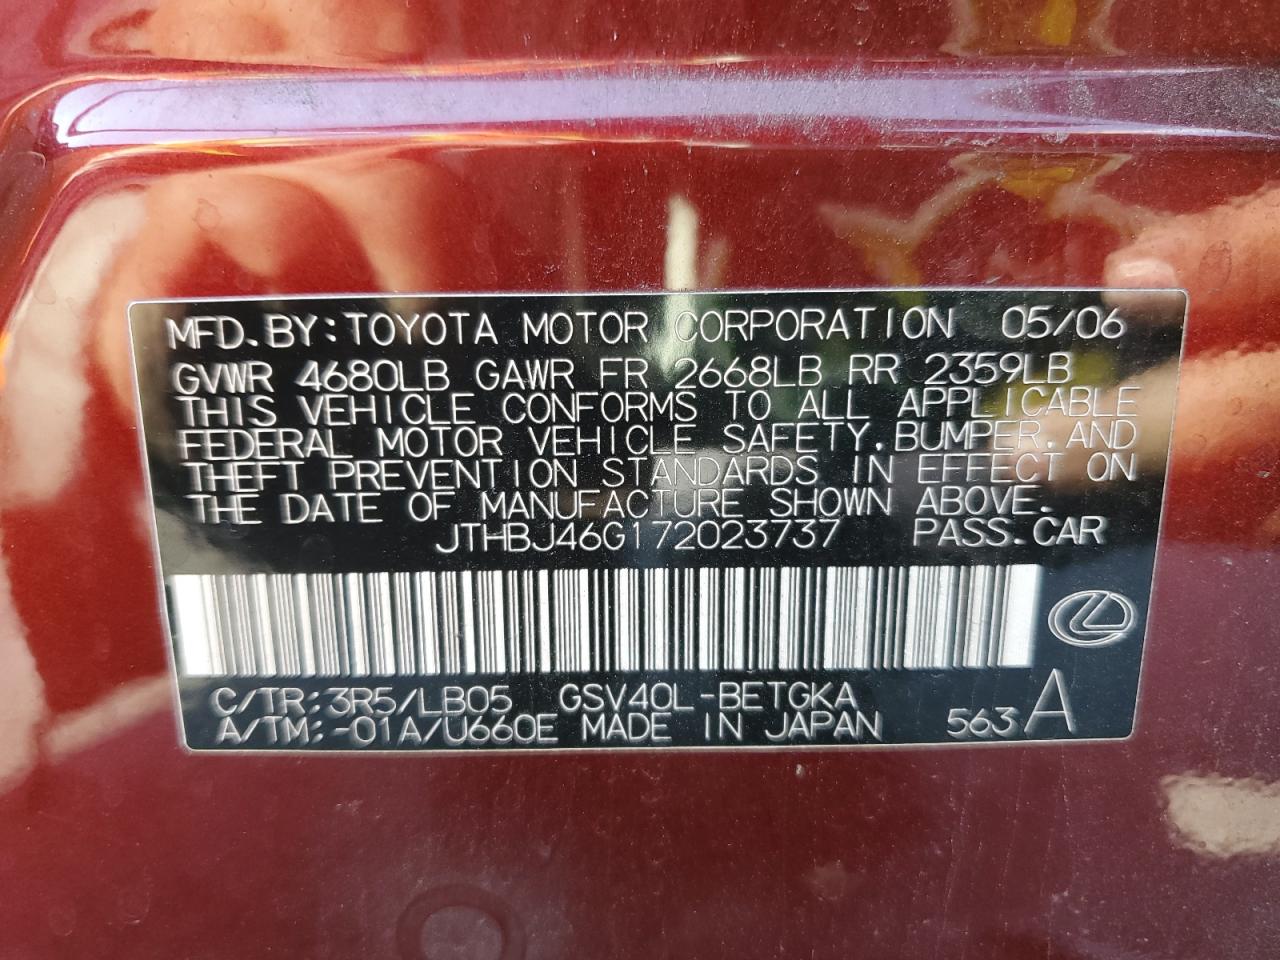 MFD.BY:TOYOTA MOTOR CORPORATION 05/06
GVWR 4680LB GAWR FR 2668LB RR 2359LB
THIS VEHICLE CONFORMS TO ALL APPLICABLE
FEDERAL MOTOR VEHICLE SAFETY,BUMPER,AND
THEFT PREVENTION STANDARDS IN EFFECT ON
THE DATE OF MANUFACTURE SHOWN ABOVE.
JTHBJ46G172023737 PASS.CAR
C/TR:3R5/LB05 GSV40L-BETGKA
A/TM:-01A/U660E MADE IN JAPAN 563 A